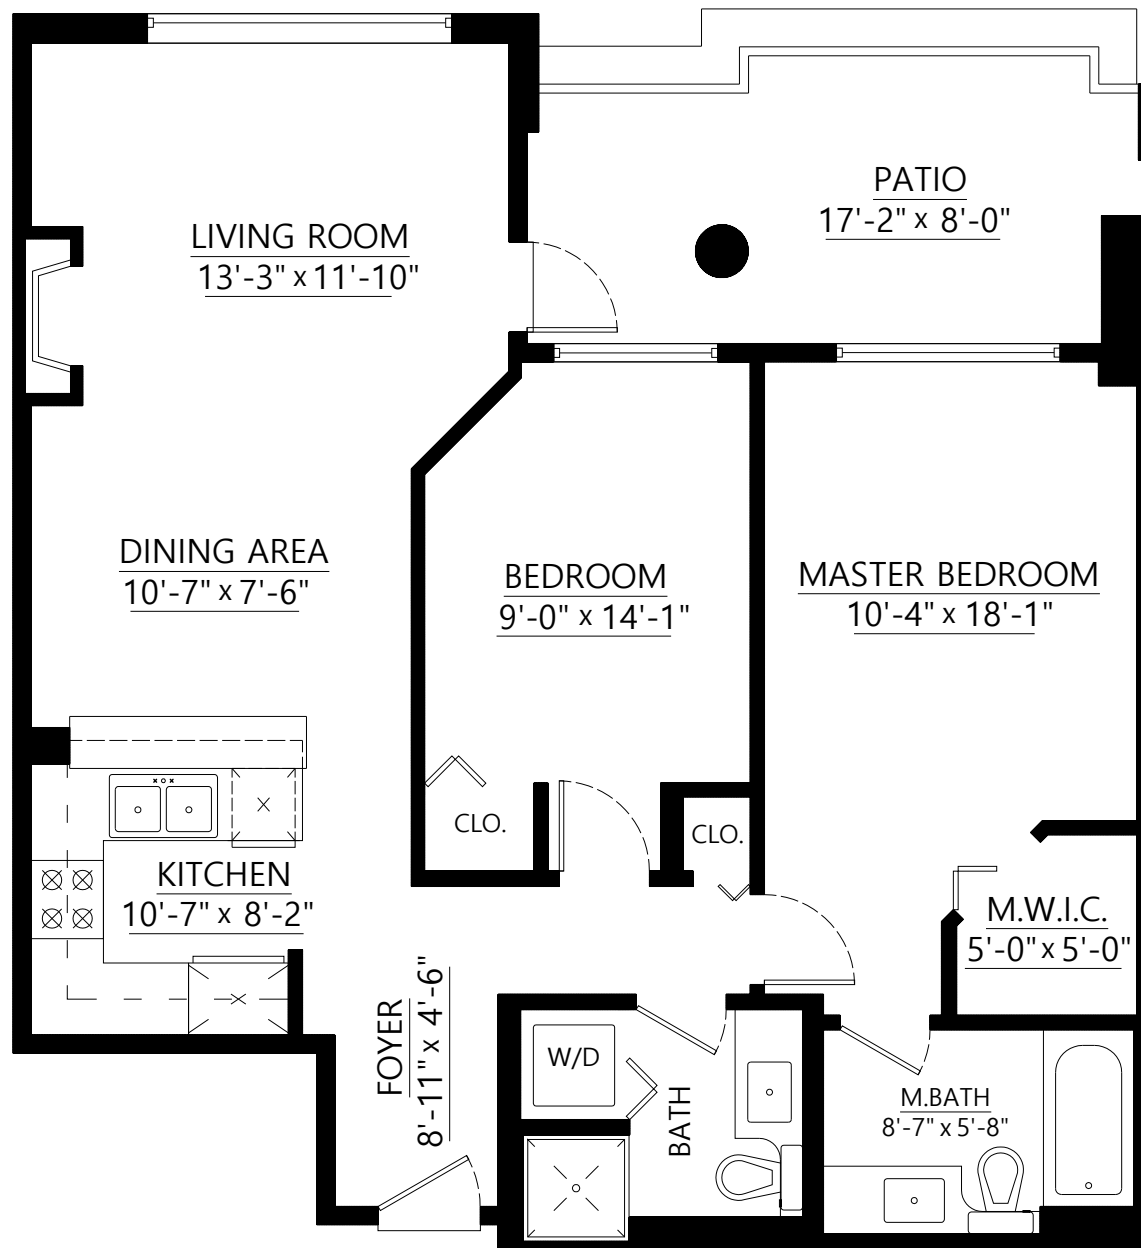 PATIO
17'-2" x 8'-0"
LIVING ROOM
13'-3" x 11'-10"
DINING AREA
10'-7" x 7'-6"
BEDROOM
9'-0" x 14'-1"
MASTER BEDROOM
10'-4" x 18'-1"
CLO.
CLO.
KITCHEN
10'-7" x 8'-2"
M.W.I.C.
5'-0" x 5'-0"
FOYER
8'-11" x 4'-6"
W/D
BATH
M.BATH
8'-7" x 5'-8"